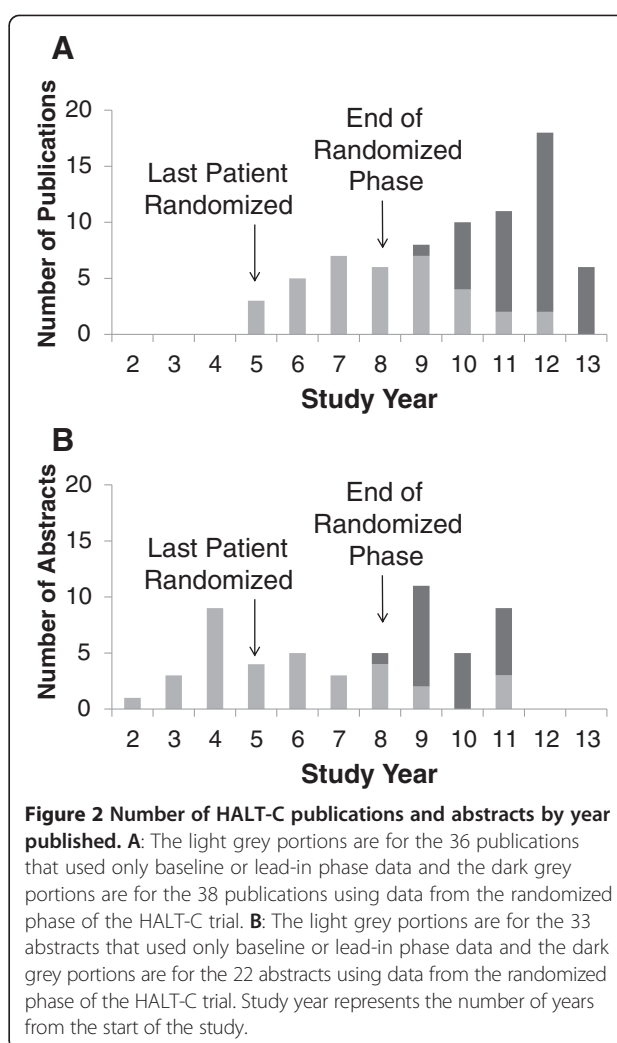 A
Number of Publications
20
15
10
5
0
Last Patient
Randomized
End of
Randomized
Phase
2 3 4 5 6 7 8 9 10 11 12 13
Study Year
B
Number of Abstracts
20
15
10
5
0
Last Patient
Randomized
End of
Randomized
Phase
2 3 4 5 6 7 8 9 10 11 12 13
Study Year
Figure 2 Number of HALT-C publications and abstracts by year
published. A: The light grey portions are for the 36 publications
that used only baseline or lead-in phase data and the dark grey
portions are for the 38 publications using data from the randomized
phase of the HALT-C trial. B: The light grey portions are for the 33
abstracts that used only baseline or lead-in phase data and the dark
grey portions are for the 22 abstracts using data from the randomized
phase of the HALT-C trial. Study year represents the number of years
from the start of the study.